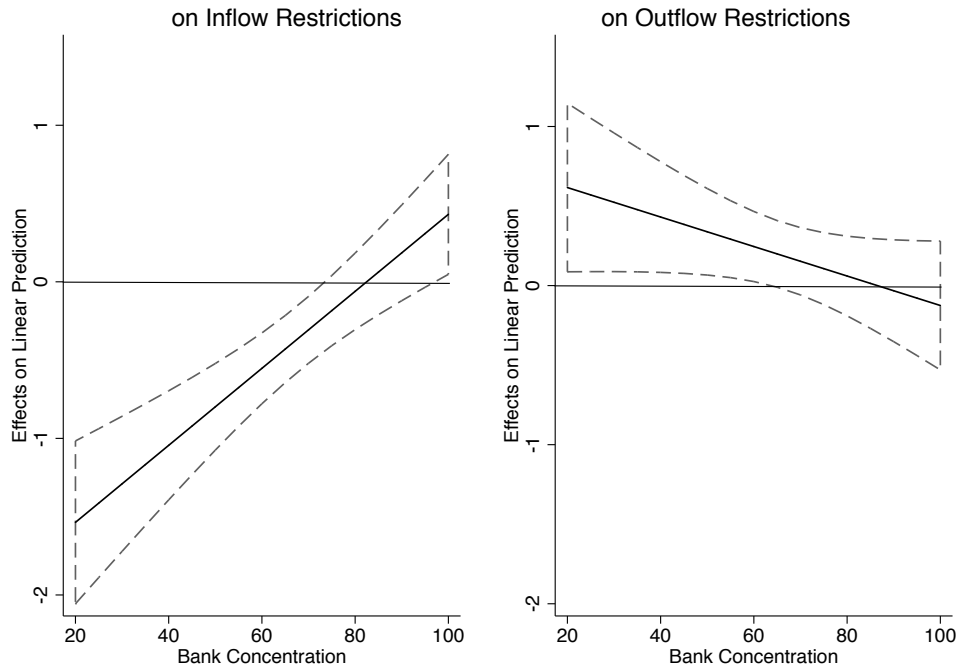 on Inflow Restrictions
Effects on Linear Prediction
1
0
-1
-2
20 40 60 80 100
Bank Concentration
on Outflow Restrictions
Effects on Linear Prediction
1
0
-1
-2
20 40 60 80 100
Bank Concentration